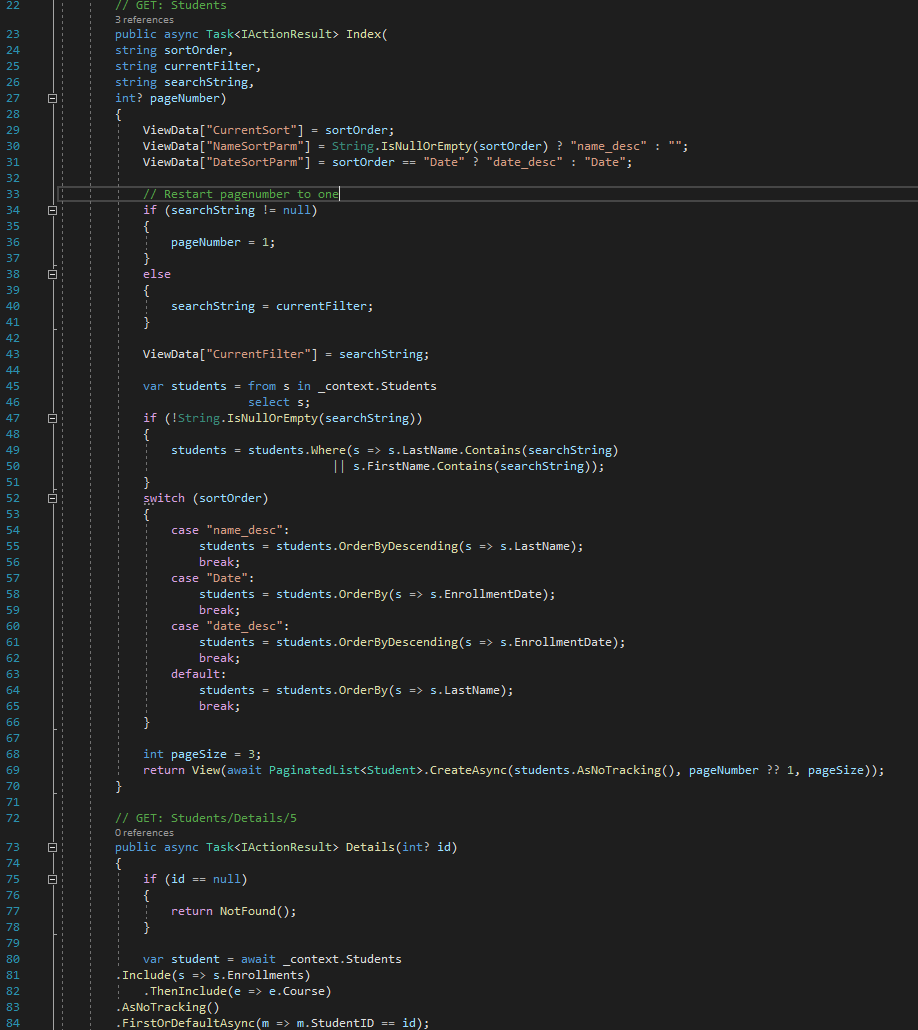 22 // GET: Students
3 references
23 public async Task<IActionResult> Index(
24 string sortOrder,
25 string currentFilter,
26 string searchString,
27 int? pageNumber)
28 {
29 ViewData["CurrentSort"] = sortOrder;
30 ViewData["NameSortParm"] = String.IsNullOrEmpty(sortOrder) ? "name_desc" : "";
31 ViewData["DateSortParm"] = sortOrder == "Date" ? "date_desc" : "Date";
32
33 // Restart pagenumber to one
34 if (searchString != null)
35 {
36 pageNumber = 1;
37 }
38 else
39 {
40 searchString = currentFilter;
41 }
42
43 ViewData["CurrentFilter"] = searchString;
44
45 var students = from s in _context.Students
46 select s;
47 if (!String.IsNullOrEmpty(searchString))
48 {
49 students = students.Where(s => s.LastName.Contains(searchString)
50 || s.FirstName.Contains(searchString));
51 }
52 switch (sortOrder)
53 {
54 case "name_desc":
55 students = students.OrderByDescending(s => s.LastName);
56 break;
57 case "Date":
58 students = students.OrderBy(s => s.EnrollmentDate);
59 break;
60 case "date_desc":
61 students = students.OrderByDescending(s => s.EnrollmentDate);
62 break;
63 default:
64 students = students.OrderBy(s => s.LastName);
65 break;
66 }
67
68 int pageSize = 3;
69 return View(await PaginatedList<Student>.CreateAsync(students.AsNoTracking(), pageNumber ?? 1, pageSize));
70 }
71
72 // GET: Students/Details/5
0 references
73 public async Task<IActionResult> Details(int? id)
74 {
75 if (id == null)
76 {
77 return NotFound();
78 }
79
80 var student = await _context.Students
81 .Include(s => s.Enrollments)
82 .ThenInclude(e => e.Course)
83 .AsNoTracking()
84 .FirstOrDefaultAsync(m => m.StudentID == id);